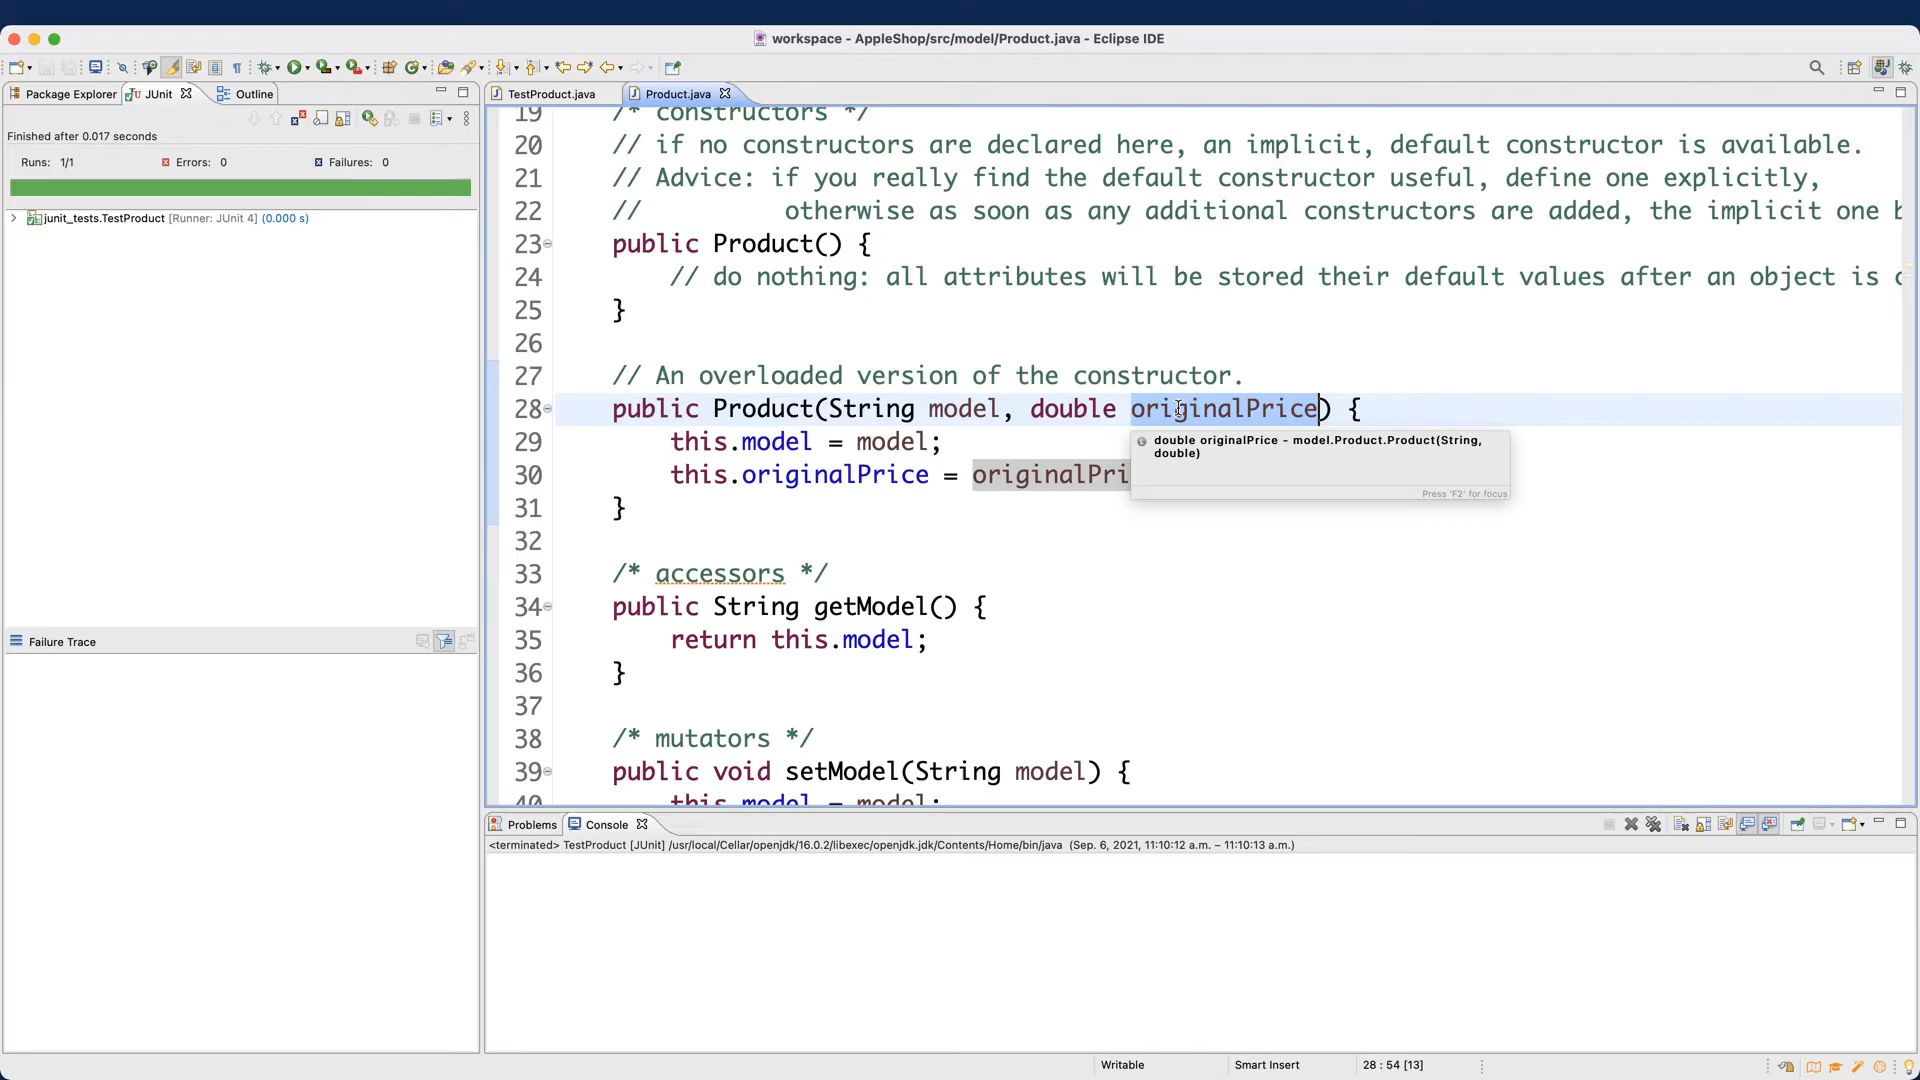 workspace - AppleShop/src/model/Product.java - Eclipse IDE
Package Explorer
JUnit
Outline
TestProduct.java
Product.java
Finished after 0.017 seconds
Runs: 1/1
Errors: 0
Failures: 0
junit_tests.TestProduct [Runner: JUnit 4] (0.000 s)
Failure Trace
19 /* constructors */
20 // if no constructors are declared here, an implicit, default constructor is available.
21 // Advice: if you really find the default constructor useful, define one explicitly,
22 // otherwise as soon as any additional constructors are added, the implicit one
23 public Product() {
24 // do nothing: all attributes will be stored their default values after an object is
25 }
26
27 // An overloaded version of the constructor.
28 public Product(String model, double originalPrice) {
29 this.model = model;
30 this.originalPrice = originalPri
31 }
32
33 /* accessors */
34 public String getModel() {
35 return this.model;
36 }
37
38 /* mutators */
39 public void setModel(String model) {
40 this.model = model;
double originalPrice - model.Product.Product(String,
double)
Press 'F2' for focus
Problems
Console
<terminated> TestProduct [JUnit] /usr/local/Cellar/openjdk/16.0.2/libexec/openjdk.jdk/Contents/Home/bin/java (Sep. 6, 2021, 11:10:12 a.m. – 11:10:13 a.m.)
Writable
Smart Insert
28 : 54 [13]